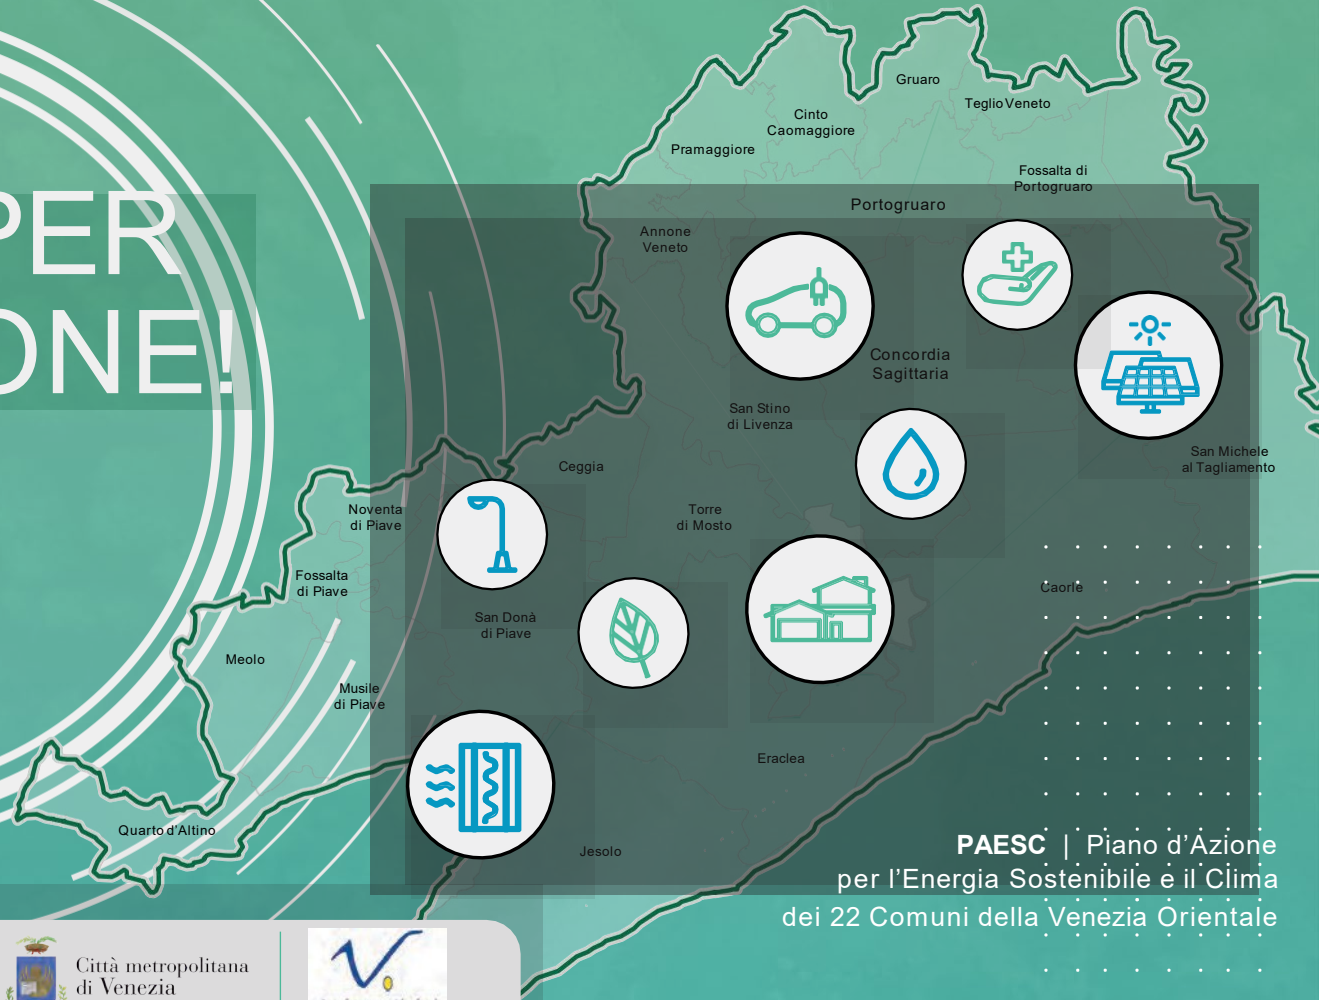 PER
ONE!
Gruaro
Teglio Veneto
Cinto
Caomaggiore
Pramaggiore
Fossalta di
Portogruaro
Portogruaro
Annone
Veneto
Concordia
Sagittaria
San Stino
di Livenza
San Michele
al Tagliamento
Ceggia
Noventa
di Piave
Torre
di Mosto
Fossalta
di Piave
Caorle
San Donà
di Piave
Meolo
Musile
di Piave
Eraclea
Quarto d'Altino
Jesolo
PAESC | Piano d’Azione
per l’Energia Sostenibile e il Clima
dei 22 Comuni della Venezia Orientale
Città metropolitana
di Venezia